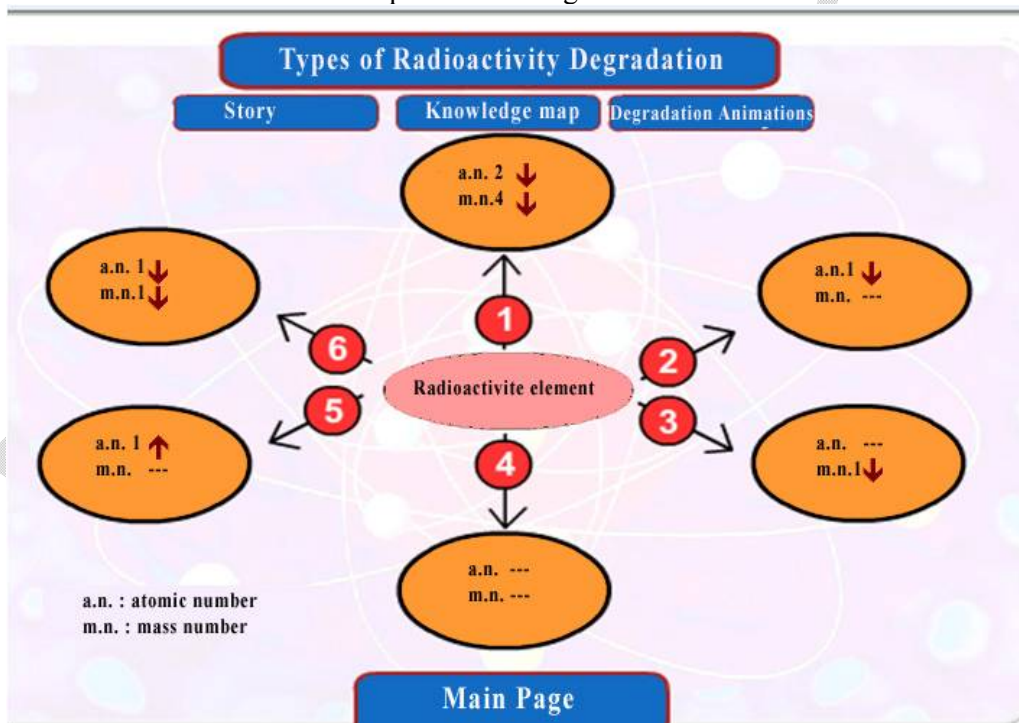 Types of Radioactivity Degradation
Story
Knowledge map
Degradation Animations
a.n. 2 ↓
m.n.4 ↓
a.n. 1 ↓
m.n.1 ↓
a.n.1 ↓
m.n. ---
1
6
2
Radioactivite element
5
3
a.n. 1 ↑
m.n. ---
a.n. ---
m.n.1 ↓
4
a.n. ---
m.n. ---
a.n. : atomic number
m.n. : mass number
Main Page